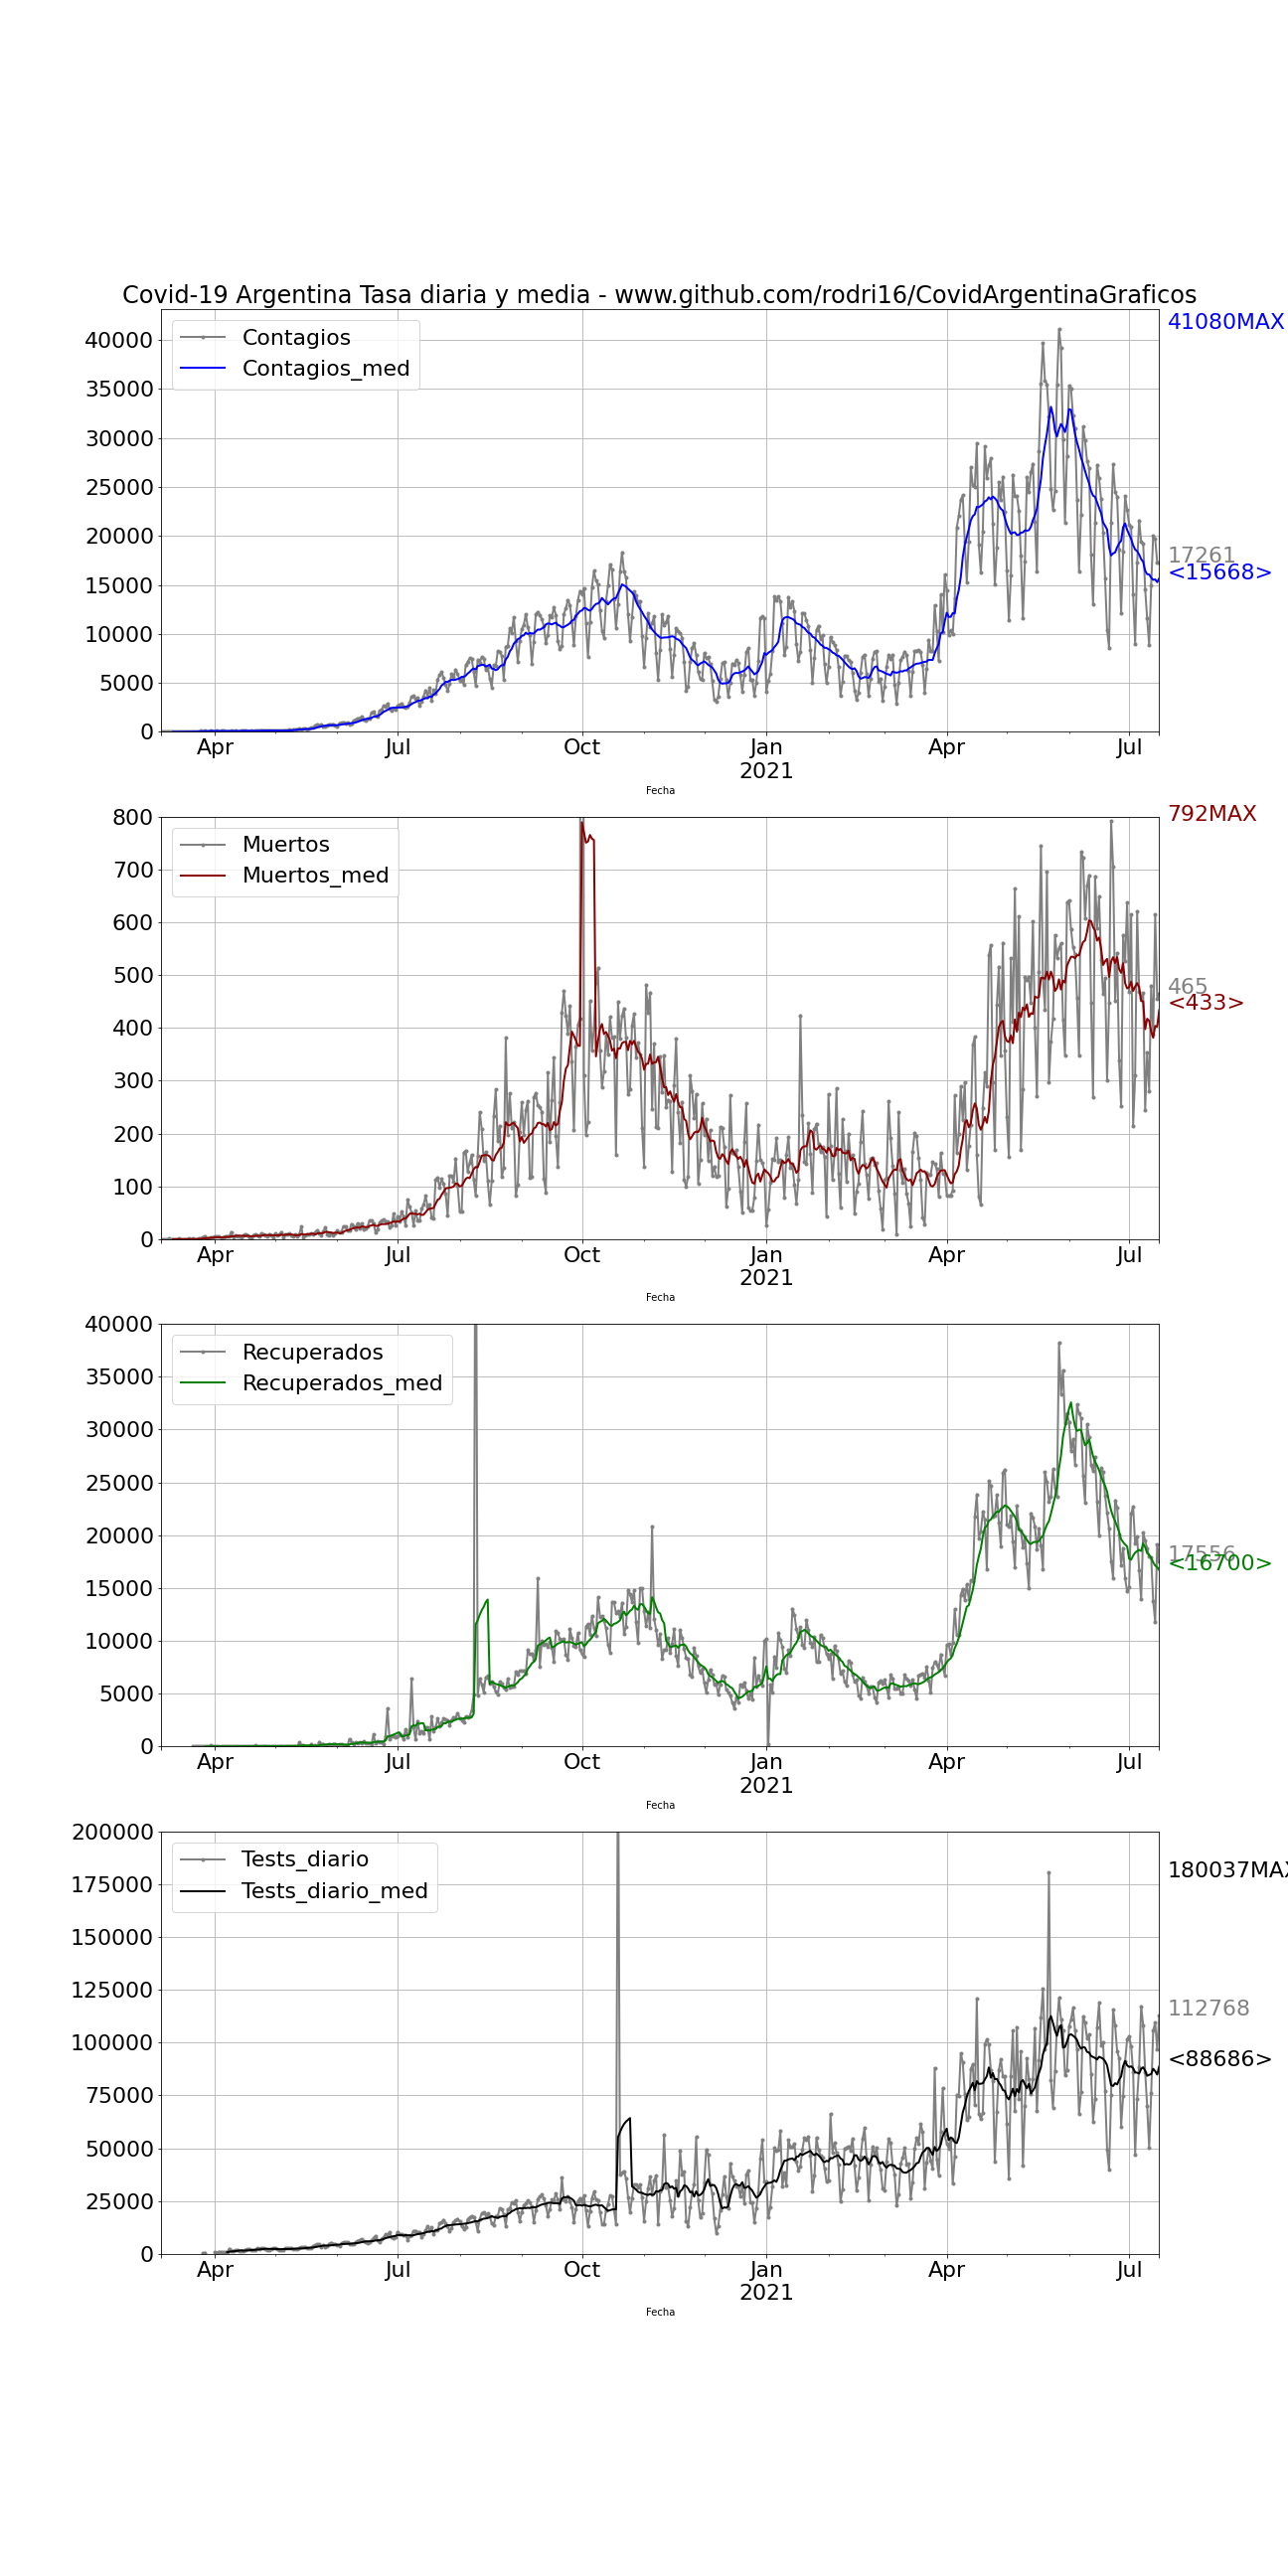 Covid-19 Argentina Tasa diaria y media - www.github.com/rodri16/CovidArgentinaGraficos
41080MAX
40000
35000
30000
25000
20000
15000
10000
5000
0
Contagios
Contagios_med
17261
<15668>
Apr Jul Oct Jan Apr Jul
2021
Fecha
792MAX
800
700
600
500
400
300
200
100
0
Muertos
Muertos_med
465
<433>
Apr Jul Oct Jan Apr Jul
2021
Fecha
40000
35000
30000
25000
20000
15000
10000
5000
0
Recuperados
Recuperados_med
17556
<16700>
Apr Jul Oct Jan Apr Jul
2021
Fecha
200000
175000
150000
125000
100000
75000
50000
25000
0
Tests_diario
Tests_diario_med
180037MAX
112768
<88686>
Apr Jul Oct Jan Apr Jul
2021
Fecha